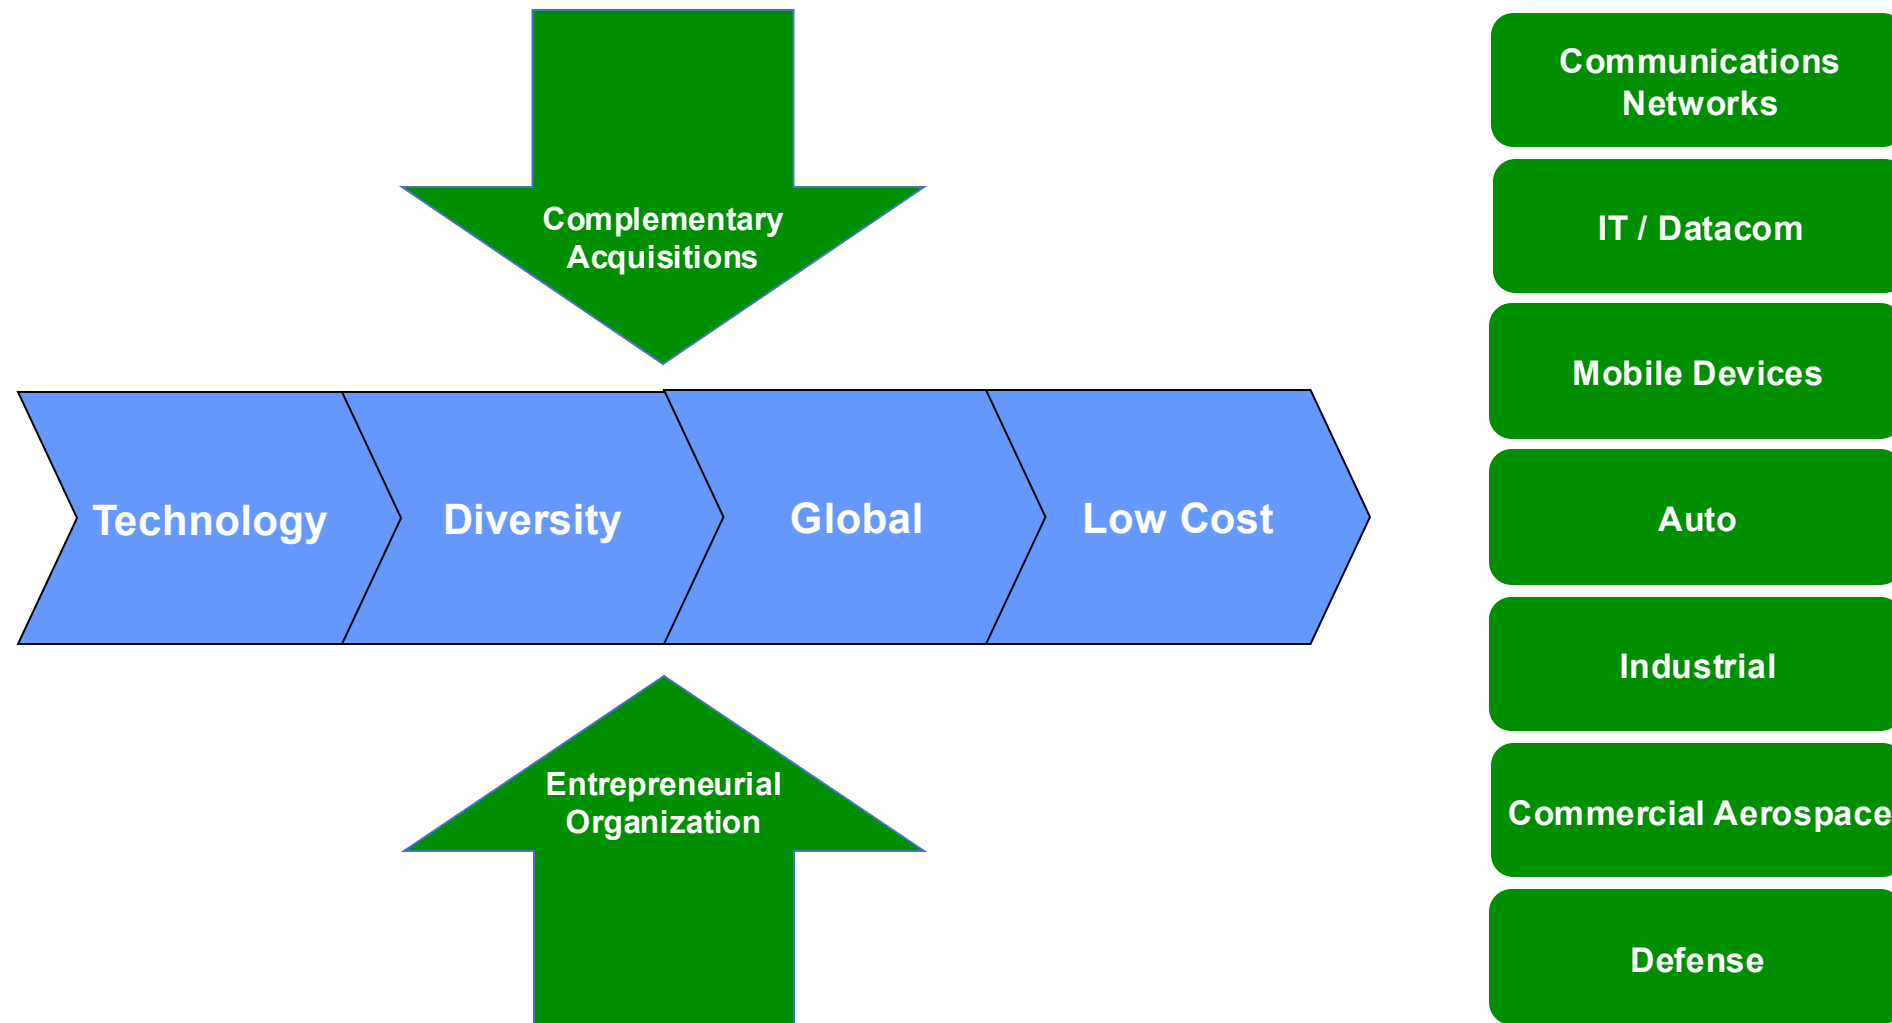 Complementary
Acquisitions
Technology
Diversity
Global
Low Cost
Entrepreneurial
Organization
Communications
Networks
IT / Datacom
Mobile Devices
Auto
Industrial
Commercial Aerospace
Defense